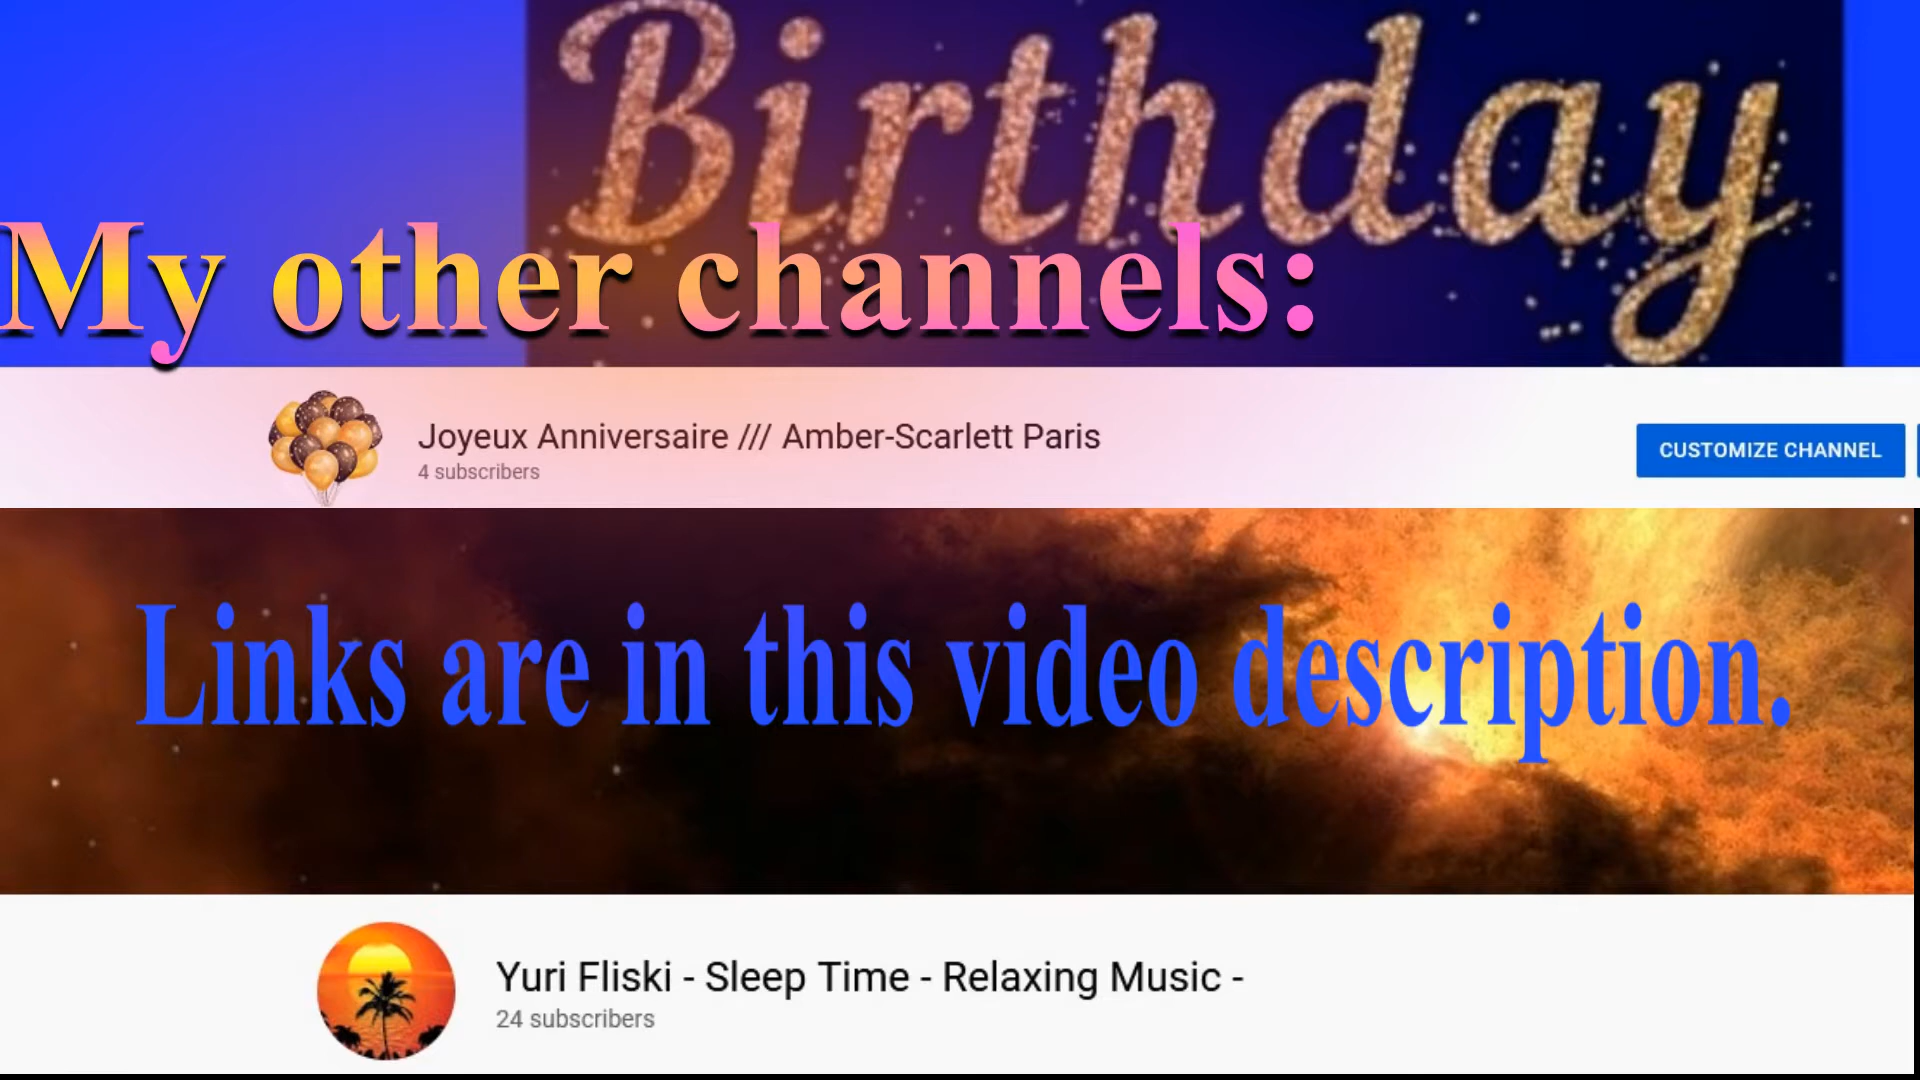 Birthday
My other channels:
Joyeux Anniversaire /// Amber-Scarlett Paris
4 subscribers
CUSTOMIZE CHANNEL
Links are in this video description.
Yuri Fliski - Sleep Time - Relaxing Music -
24 subscribers